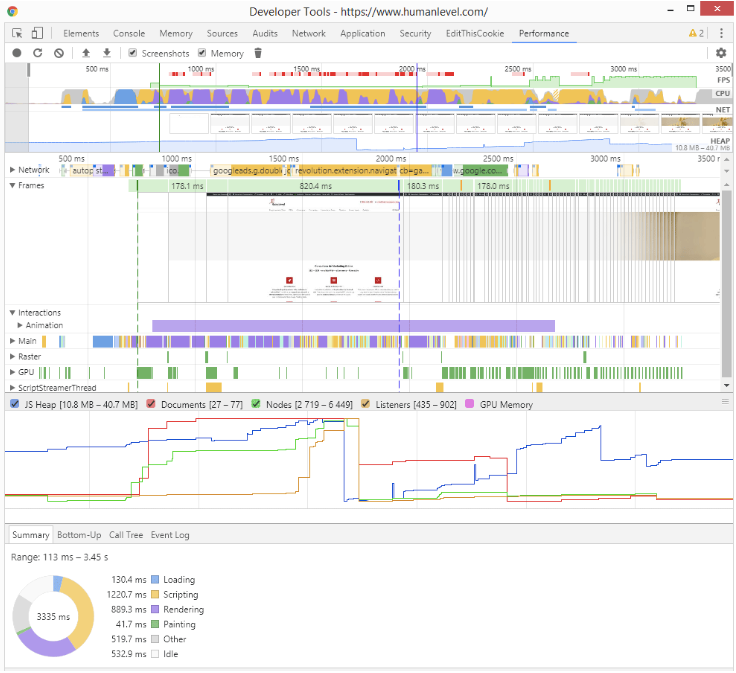 Developer Tools - https://www.humanlevel.com/
Elements Console Memory Sources Network Audits Network Application Security EditThisCookie Performance 2
Screenshots Memory
500 ms 1000 ms 1500 ms 2000 ms 2500 ms 3000 ms 3500
FPS
CPU
NET
HEAP
10.8 MB – 40.7 MB
500 ms 1000 ms 1500 ms 2000 ms 2500 ms 3000 ms 3500 r
Network autop st... co... googleads.g.doubl revolution.extension.navigat cb=ga... w.google.co...
Frames 178.1 ms 820.4 ms 180.3 ms 178.0 ms
Interactions
Animation
Main
Raster
GPU
ScriptStreamerThread
JS Heap [10.8 MB – 40.7 MB] Documents [27 – 77] Nodes [2 719 – 6 449] Listeners [435 – 902] GPU Memory
Summary Bottom-Up Call Tree Event Log
Range: 113 ms – 3.45 s
3335 ms
130.4 ms Loading
1220.7 ms Scripting
889.3 ms Rendering
41.7 ms Painting
519.7 ms Other
532.9 ms Idle